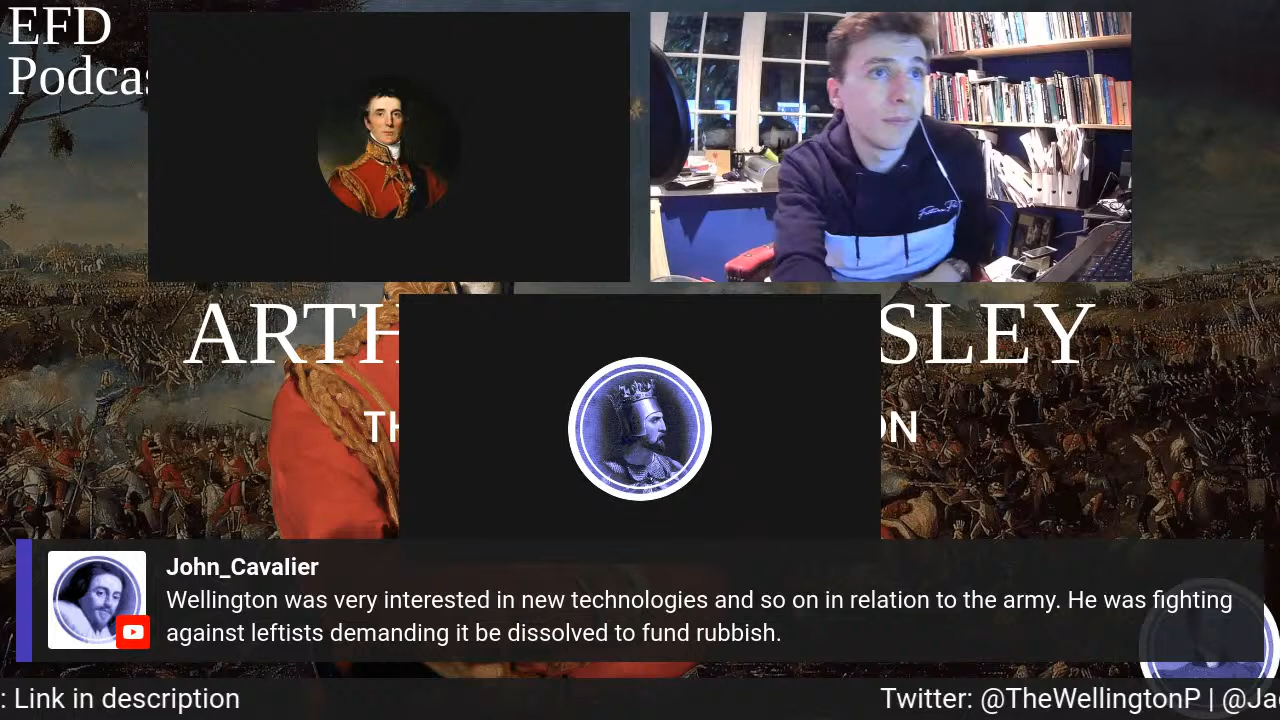 EFD
Podcas
ARTH SLEY
TH ON
John_Cavalier
Wellington was very interested in new technologies and so on in relation to the army. He was fighting
against leftists demanding it be dissolved to fund rubbish.
: Link in description Twitter: @TheWellingtonP | @Ja